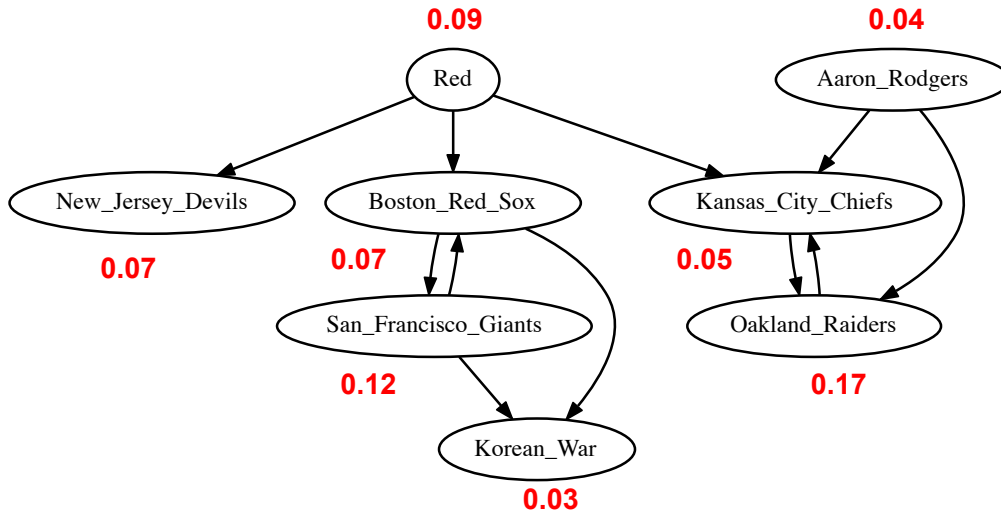 0.09
0.04
Red
Aaron_Rodgers
New_Jersey_Devils
Boston_Red_Sox
Kansas_City_Chiefs
0.07
0.07
0.05
San_Francisco_Giants
Oakland_Raiders
0.12
0.17
Korean_War
0.03